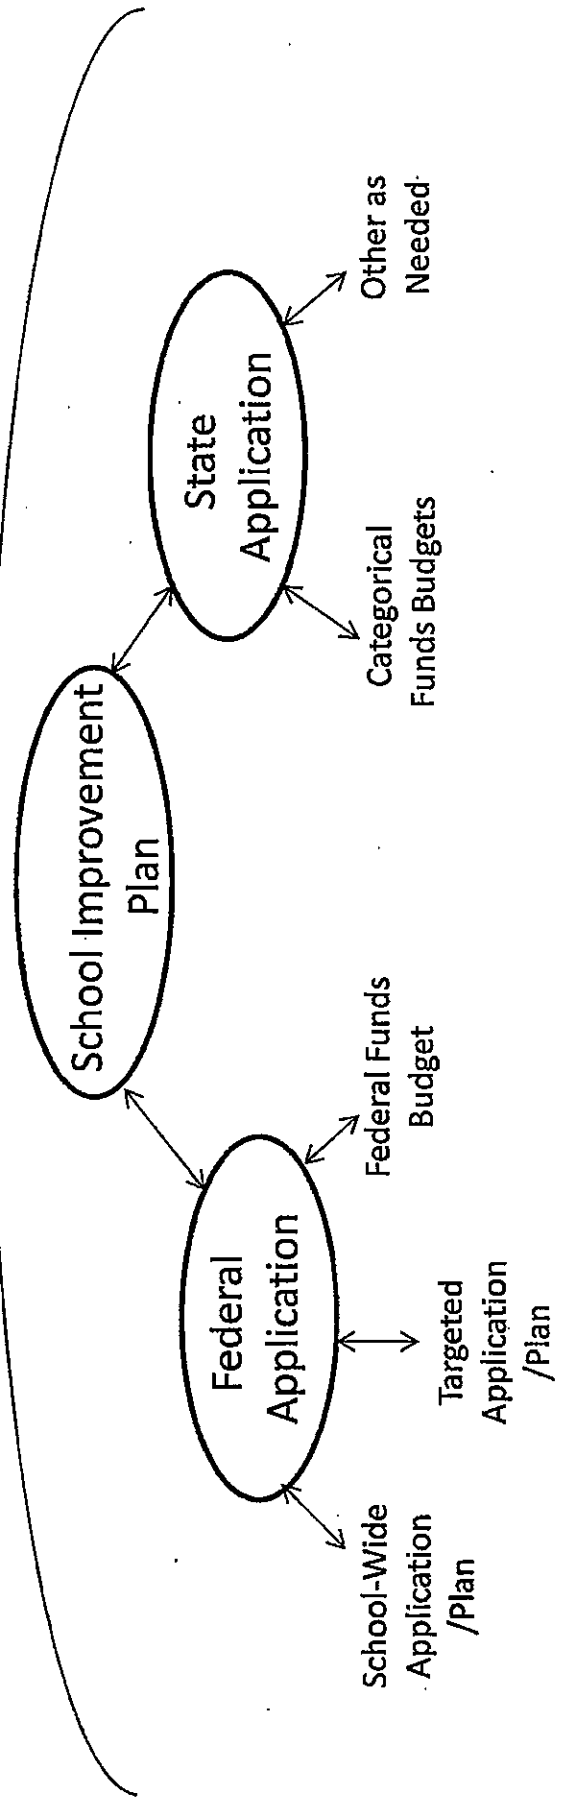 School Improvement
Plan
Federal
Application
State
Application
School-Wide
Application
/Plan
Targeted
Application
/Plan
Federal Funds
Budget
Categorical
Funds Budgets
Other as
Needed